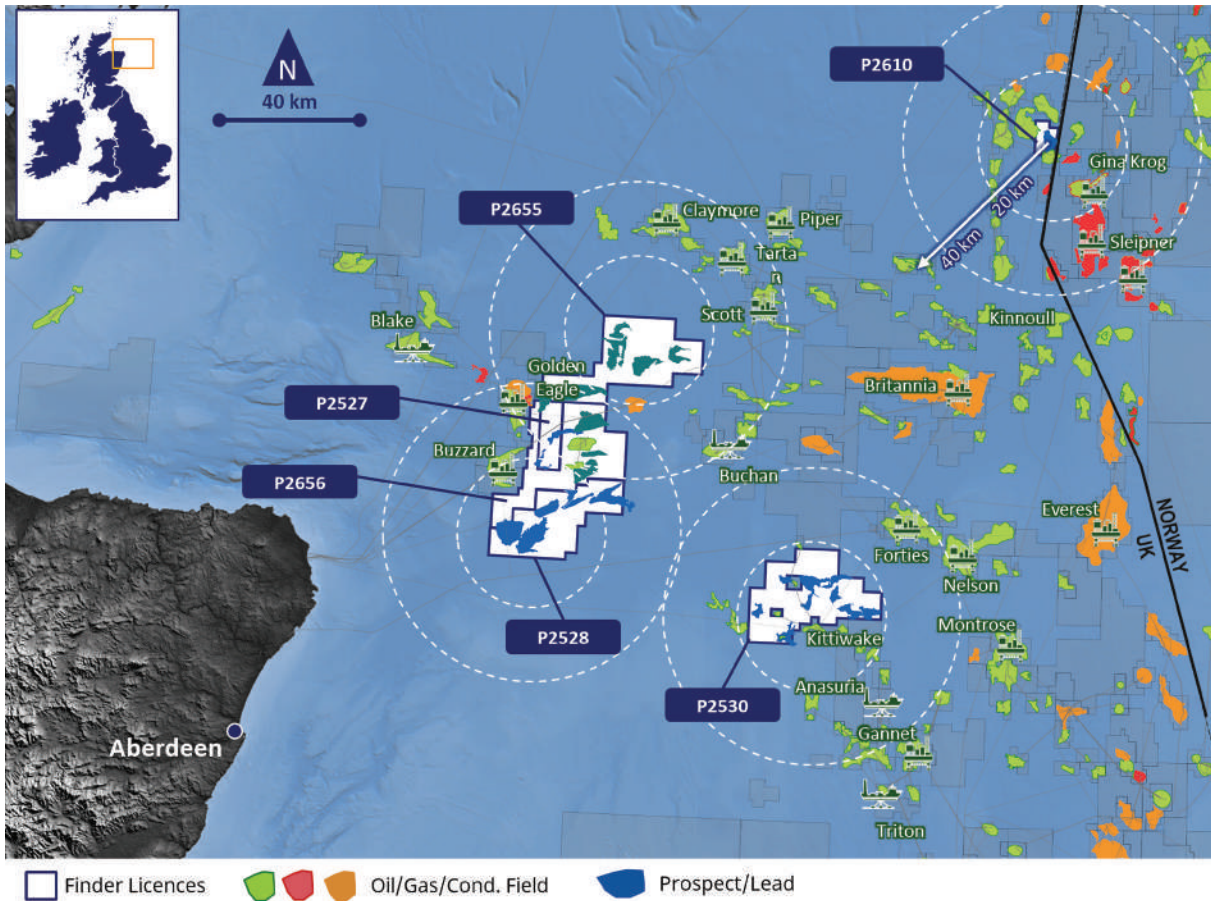 N
40 km
P2610
Gina Krog
20 km
40 km
Sleipner
P2655
Claymore
Piper
Tarta
n
Scott
Kinnoull
Blake
Golden
Eagle
Britannia
P2527
Buzzard
Buchan
P2656
Everest
NORWAY
UK
Forties
Nelson
P2528
Kittiwake
Montrose
Anasuria
P2530
Gannet
Aberdeen
Triton
Finder Licences
Oil/Gas/Cond. Field
Prospect/Lead